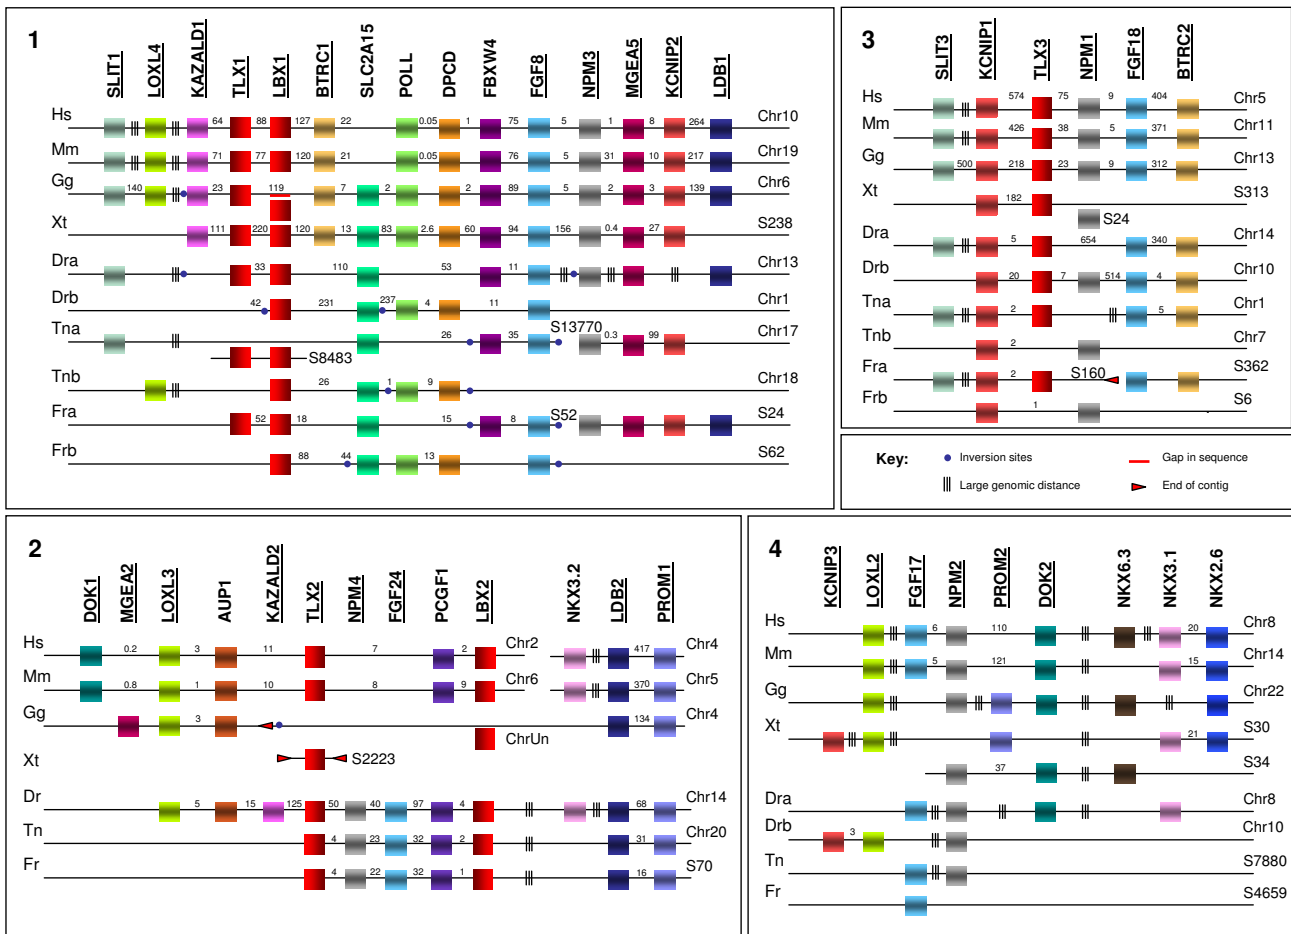 1
SLIT1 LOXL4 KAZALD1 TLX1 LBX1 BTRC1 SLC2A15 POLL DPCD FBXW4 FGF8 NPM3 MGEA5 KCNIP2 LDB1
Hs 64 88 127 22 0.05 1 75 5 1 8 264 Chr10
Mm 71 77 120 21 0.05 2 76 5 31 10 217 Chr19
Gg 140 23 119 7 2 2 89 5 2 3 139 Chr6
Xt 111 220 120 13 83 2.6 60 94 156 0.4 27 S238
Dra 33 110 53 11 Chr13
Drb 42 231 237 4 11 Chr1
Tna 26 35 S13770 0.3 99 Chr17
S8483
Tnb 26 1 9 Chr18
Fra 52 18 15 8 S52 S24
Frb 88 44 13 S62
3
SLIT3 KCNIP1 TLX3 NPM1 FGF18 BTRC2
Hs 574 75 9 404 Chr5
Mm 426 38 5 371 Chr11
Gg 500 218 23 9 312 Chr13
Xt 182 S313
S24
Dra 5 654 340 Chr14
Drb 20 7 514 4 Chr10
Tna 2 5 Chr1
Tnb 2 Chr7
Fra 2 S160 S362
Frb 1 S6
Key: Inversion sites Gap in sequence
Large genomic distance End of contig
2
DOK1 MGEA2 LOXL3 AUP1 KAZALD2 TLX2 NPM4 FGF24 PCGF1 LBX2 NKX3.2 LDB2 PROM1
Hs 0.2 3 11 7 2 Chr2 417 Chr4
Mm 0.8 1 10 8 9 Chr6 370 Chr5
Gg 3 134 Chr4
ChrUn
Xt S2223
Dr 5 15 125 50 40 97 4 68 Chr14
Tn 4 23 32 2 31 Chr20
Fr 4 22 32 1 16 S70
4
KCNIP3 LOXL2 FGF17 NPM2 PROM2 DOK2 NKX6.3 NKX3.1 NKX2.6
Hs 6 110 20 Chr8
Mm 5 121 15 Chr14
Gg Chr22
Xt 21 S30
37 S34
Dra Chr8
Drb 3 Chr10
Tn S7880
Fr S4659